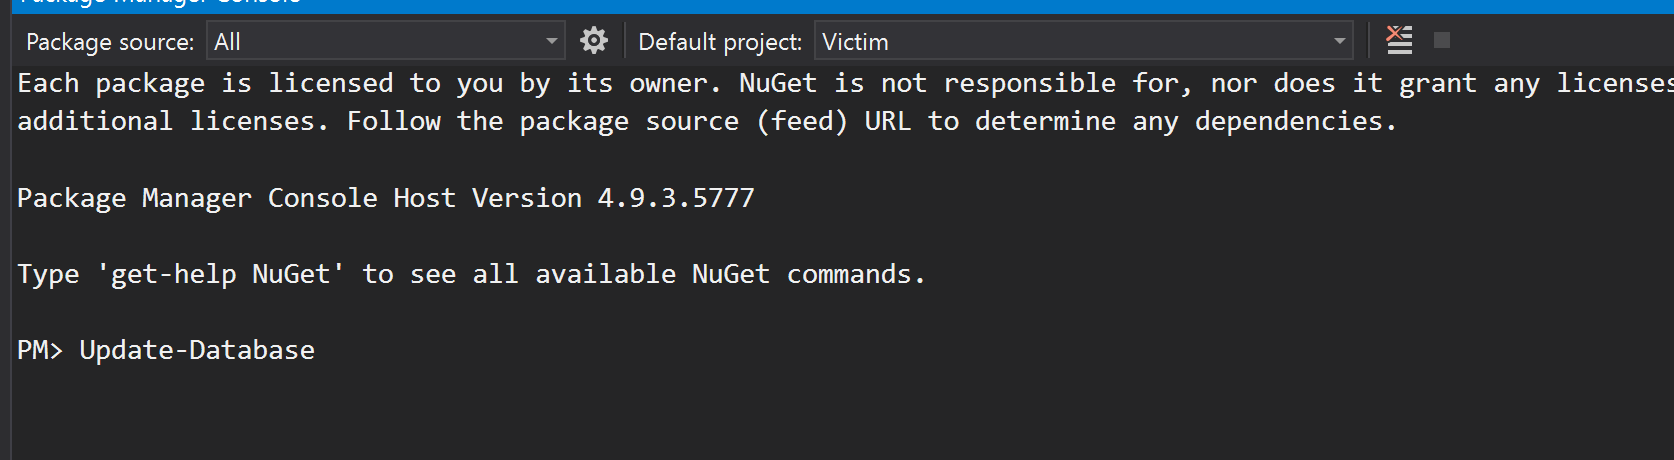 Package Manager Console
Package source: All Default project: Victim
Each package is licensed to you by its owner. NuGet is not responsible for, nor does it grant any licenses
additional licenses. Follow the package source (feed) URL to determine any dependencies.
Package Manager Console Host Version 4.9.3.5777
Type 'get-help NuGet' to see all available NuGet commands.
PM> Update-Database